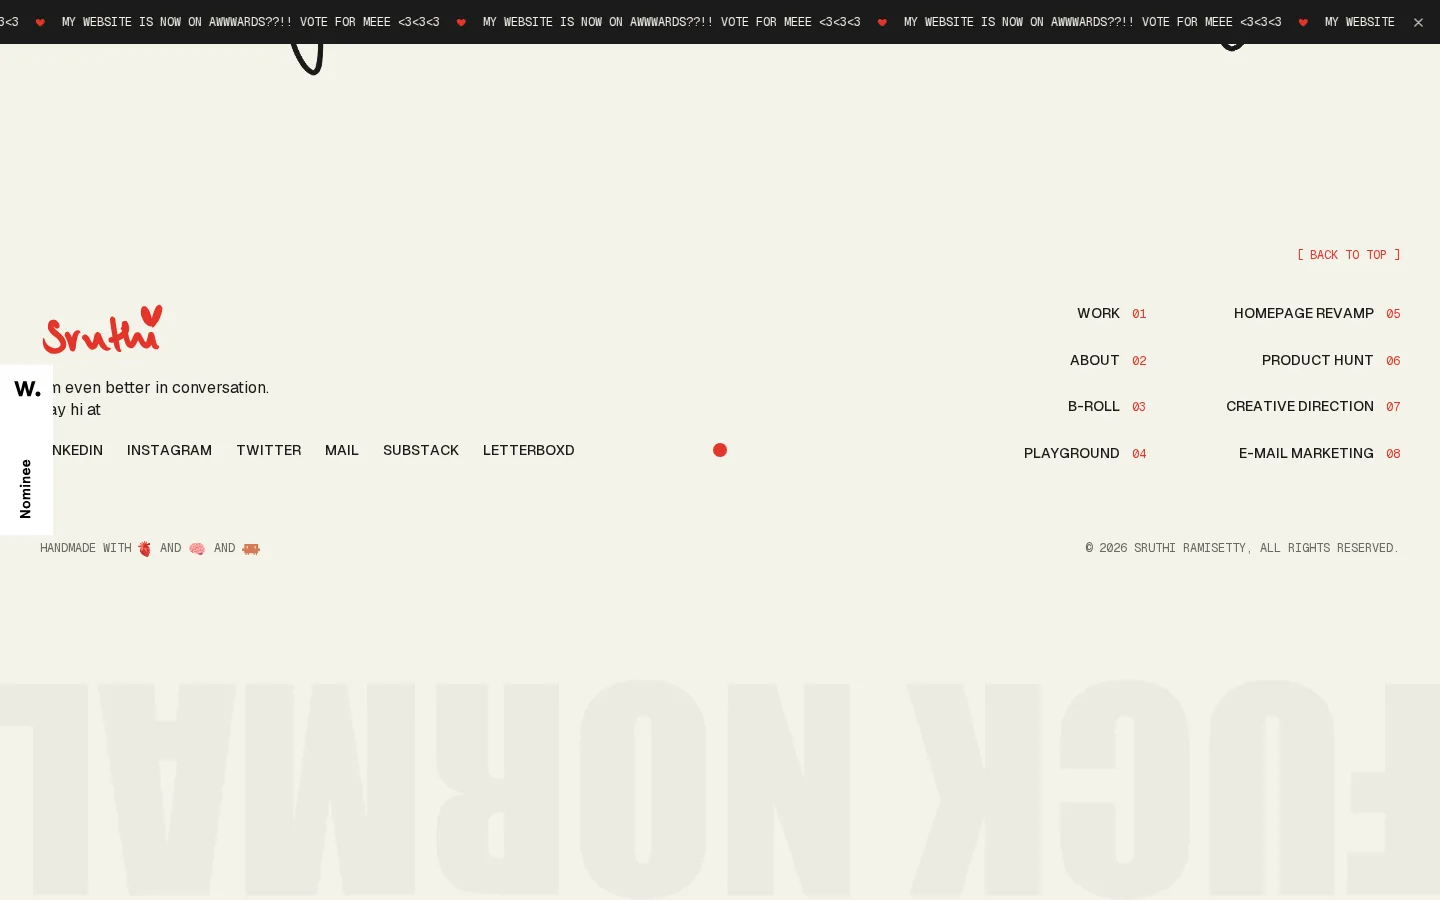 3<3 MY WEBSITE IS NOW ON AWWWARDS??!! VOTE FOR MEEE <3<3<3 MY WEBSITE IS NOW ON AWWWARDS??!! VOTE FOR MEEE <3<3<3 MY WEBSITE IS NOW ON AWWWARDS??!! VOTE FOR MEEE <3<3<3 MY WEBSITE ×
[ BACK TO TOP ]
Sruthi
m even better in conversation.
ay hi at
NKEDIN INSTAGRAM TWITTER MAIL SUBSTACK LETTERBOXD
W.
Nominee
WORK 01
ABOUT 02
B-ROLL 03
PLAYGROUND 04
HOMEPAGE REVAMP 05
PRODUCT HUNT 06
CREATIVE DIRECTION 07
E-MAIL MARKETING 08
HANDMADE WITH 🫀 AND 🧠 AND
© 2026 SRUTHI RAMISETTY, ALL RIGHTS RESERVED.
FUCK NORMAL